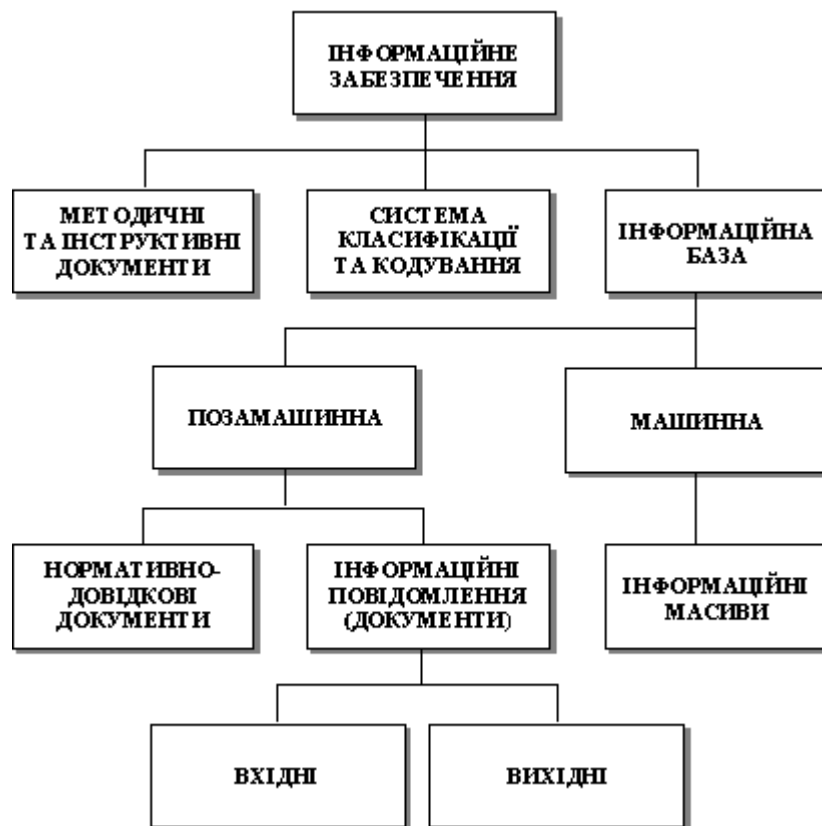 ІНФОРМАЦІЙНЕ
ЗАБЕЗПЕЧЕННЯ
МЕТОДИЧНІ
ТА ІНСТРУКТИВНІ
ДОКУМЕНТИ
СИСТЕМА
КЛАСИФІКАЦІЇ
ТА КОДУВАННЯ
ІНФОРМАЦІЙНА
БАЗА
ПОЗАМАШИННА
МАШИННА
НОРМАТИВНО-
ДОВІДКОВІ
ДОКУМЕНТИ
ІНФОРМАЦІЙНІ
ПОВІДОМЛЕННЯ
(ДОКУМЕНТИ)
ІНФОРМАЦІЙНІ
МАСИВИ
ВХІДНІ
ВИХІДНІ